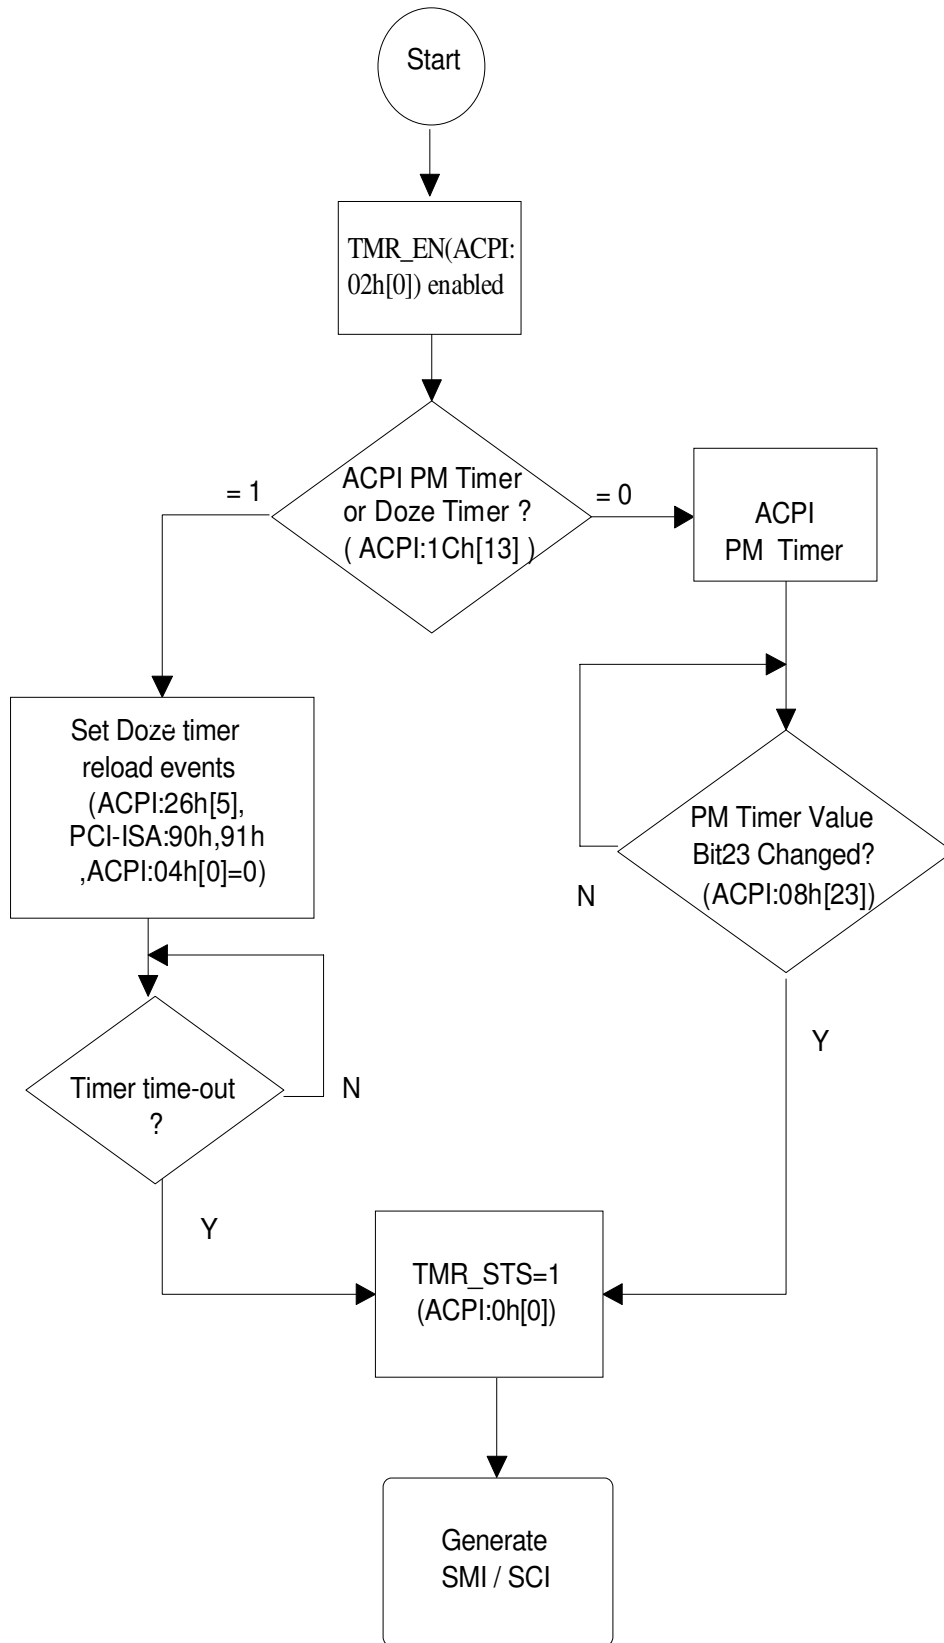 Start
TMR_EN(ACPI:
02h[0]) enabled
ACPI PM Timer
or Doze Timer ?
( ACPI:1Ch[13] )
= 1
= 0
ACPI
PM Timer
Set Doze timer
reload events
(ACPI:26h[5],
PCI-ISA:90h,91h
,ACPI:04h[0]=0)
PM Timer Value
Bit23 Changed?
(ACPI:08h[23])
N
Y
Timer time-out
?
N
Y
TMR_STS=1
(ACPI:0h[0])
Generate
SMI / SCI